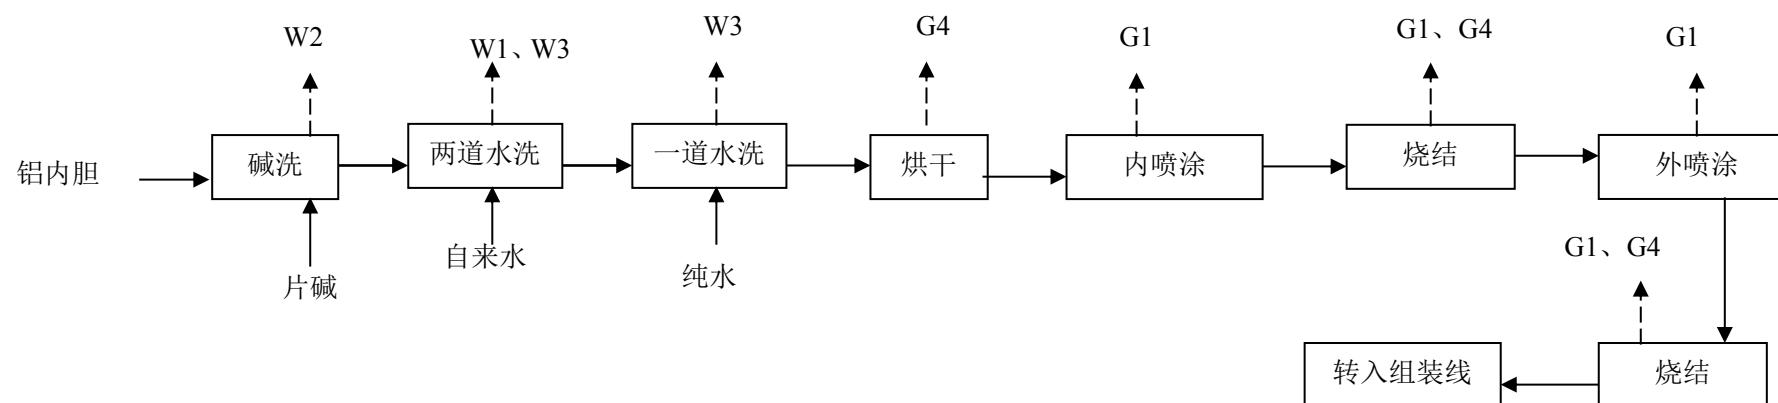 W2
W1、W3
W3
G4
G1
G1、G4
G1
铝内胆
碱洗
两道水洗
一道水洗
烘干
内喷涂
烧结
外喷涂
片碱
自来水
纯水
G1、G4
转入组装线
烧结